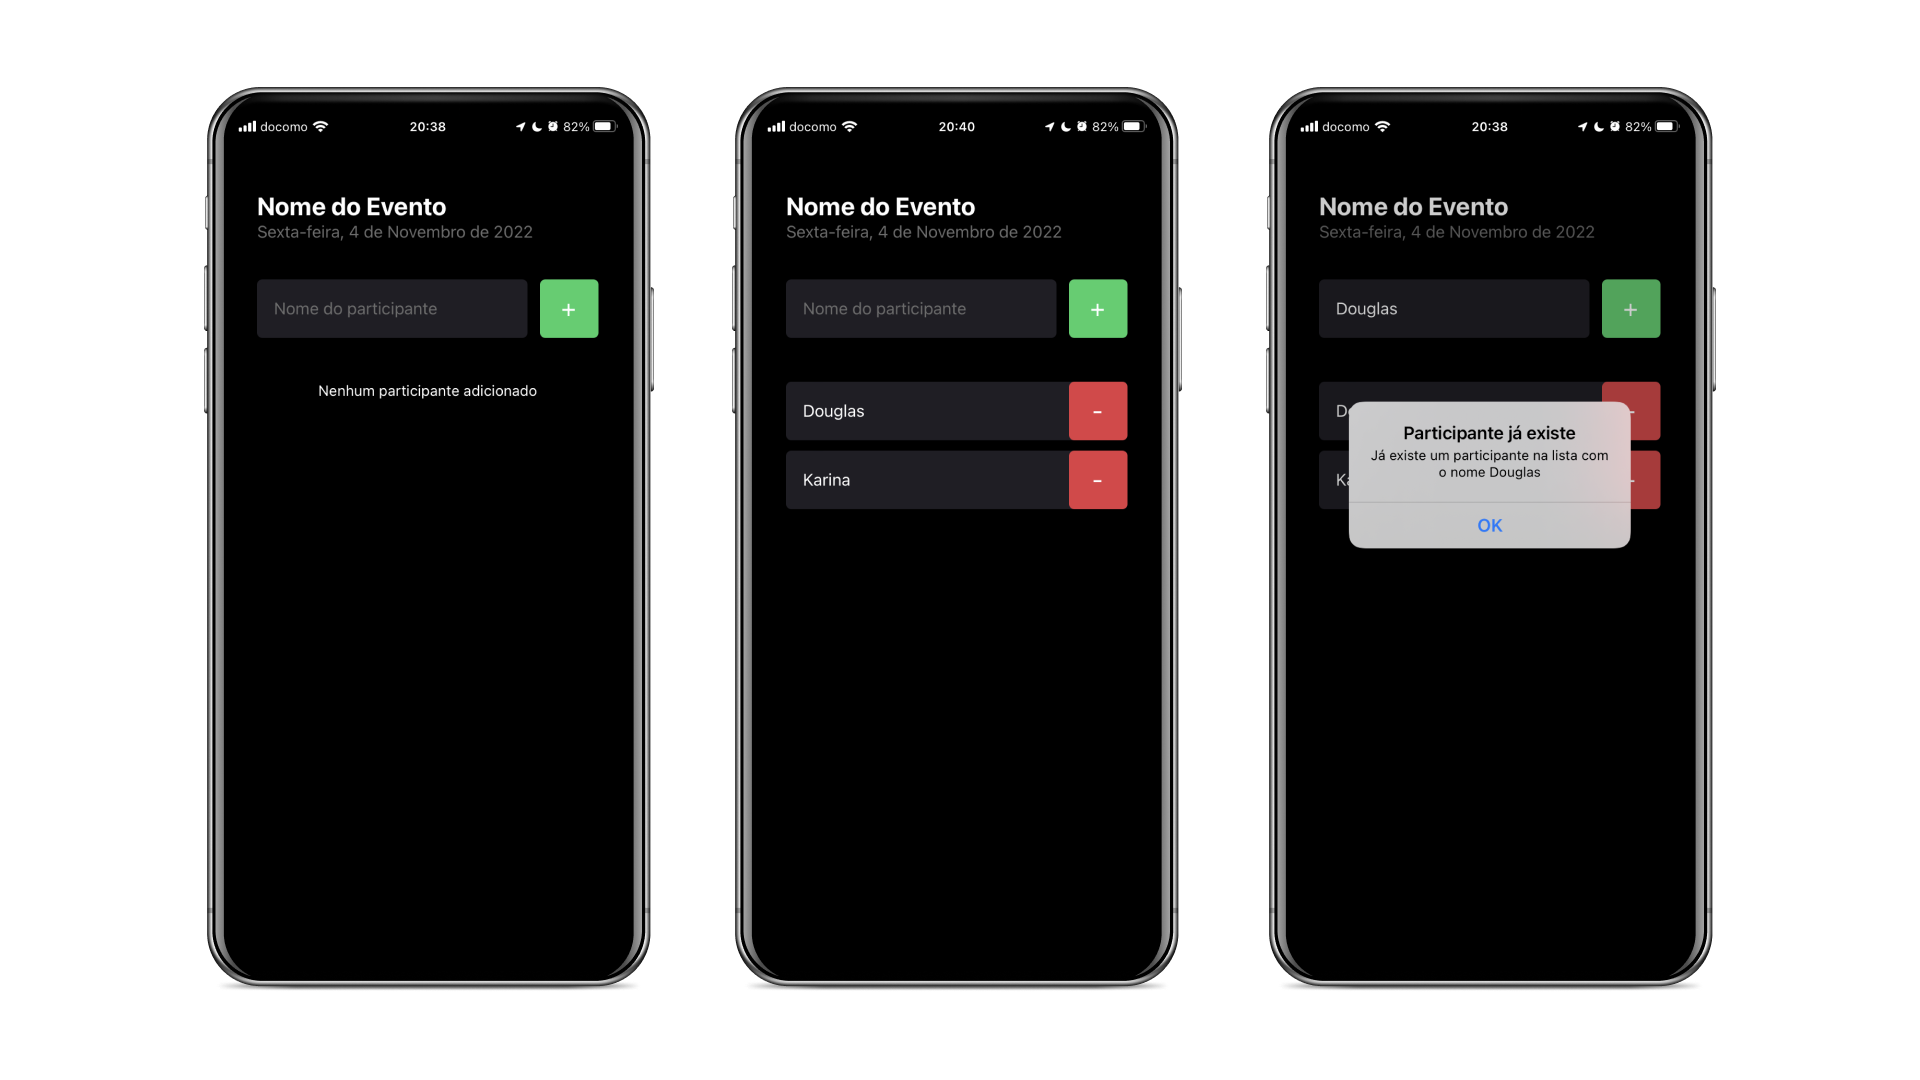 docomo 20:38 82%
Nome do Evento
Sexta-feira, 4 de Novembro de 2022
Nome do participante +
Nenhum participante adicionado
docomo 20:40 82%
Nome do Evento
Sexta-feira, 4 de Novembro de 2022
Nome do participante +
Douglas -
Karina -
docomo 20:38 82%
Nome do Evento
Sexta-feira, 4 de Novembro de 2022
Douglas +
Participante já existe
Já existe um participante na lista com
o nome Douglas
OK